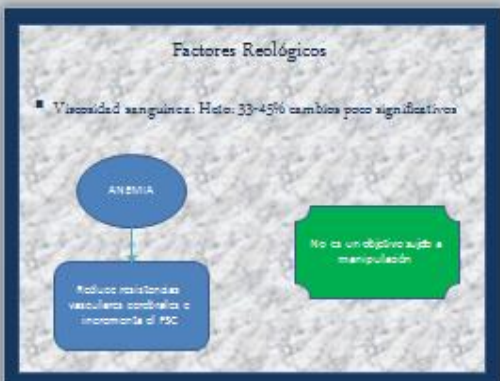 Factores Reológicos
▪ Viscosidad sanguinea: Hcto: 33-45% cambios poco significativos
ANEMIA
Reduce resistencias
vasculares cerebrales e
incrementa el FSC
No es un objetivo sujeto a
manipulación